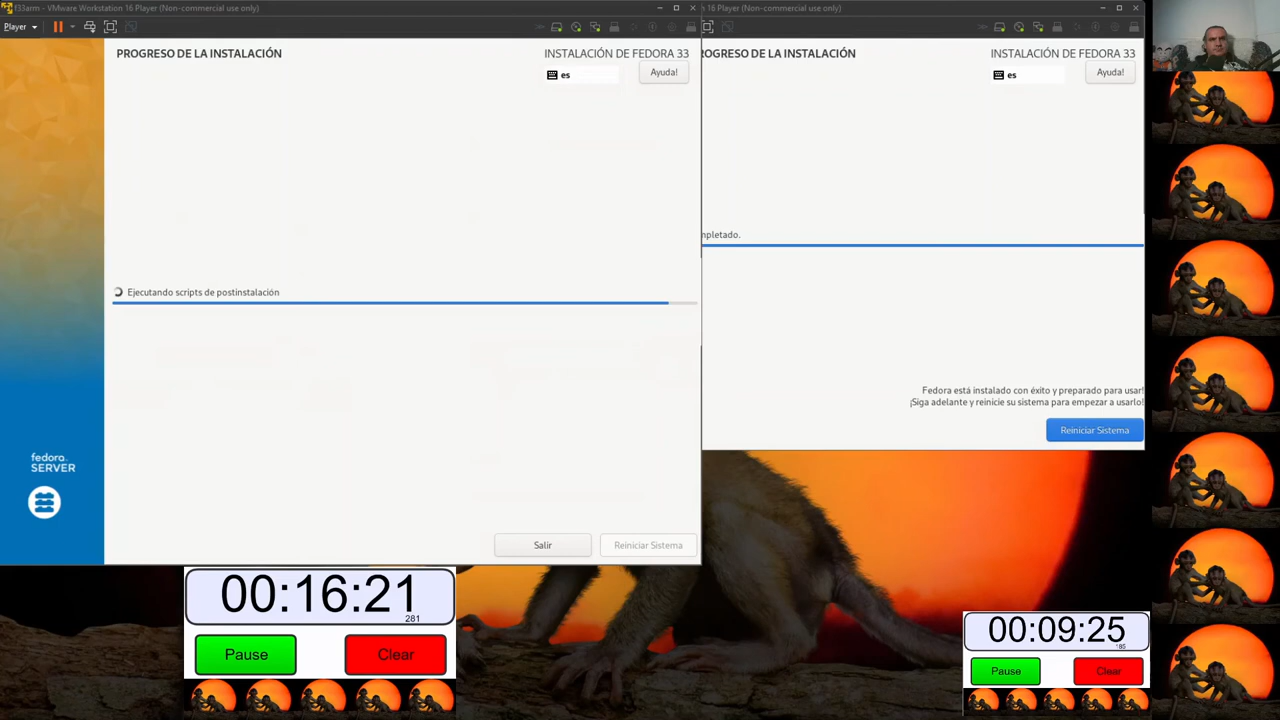 f33arm - VMware Workstation 16 Player (Non-commercial use only)
Player
PROGRESO DE LA INSTALACIÓN
INSTALACIÓN DE FEDORA 33
es
Ayuda!
Ejecutando scripts de postinstalación
fedora.
SERVER
Salir
Reiniciar Sistema
16 Player (Non-commercial use only)
ROGRESO DE LA INSTALACIÓN
INSTALACIÓN DE FEDORA 33
es
Ayuda!
mpletado.
Fedora está instalado con éxito y preparado para usar!
¡Siga adelante y reinicie su sistema para empezar a usarlo!
Reiniciar Sistema
00:16:21
281
Pause
Clear
00:09:25
185
Pause
Clear